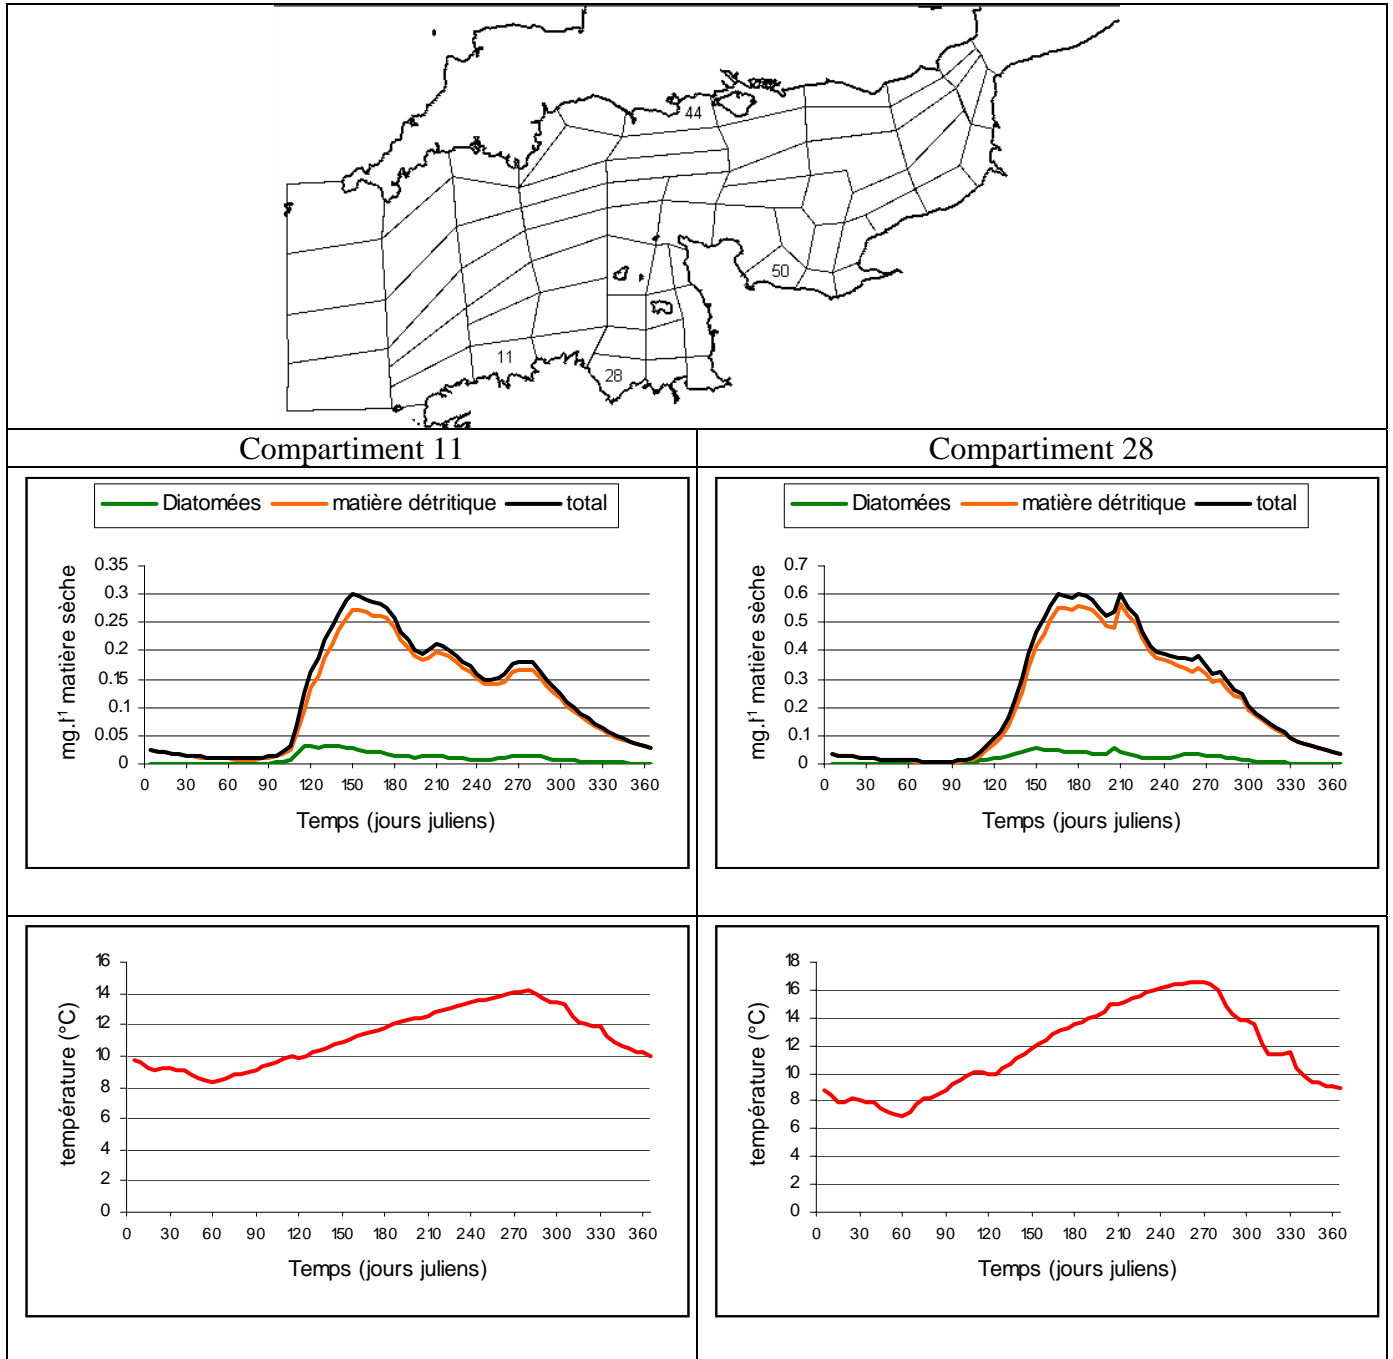 44
50
11
28
Compartiment 11
Compartiment 28
Diatomées matière détritique total
mg.l¹ matière sèche
0.35
0.3
0.25
0.2
0.15
0.1
0.05
0
0 30 60 90 120 150 180 210 240 270 300 330 360
Temps (jours juliens)
Diatomées matière détritique total
mg.l¹ matière sèche
0.7
0.6
0.5
0.4
0.3
0.2
0.1
0
0 30 60 90 120 150 180 210 240 270 300 330 360
Temps (jours juliens)
température (°C)
16
14
12
10
8
6
4
2
0
0 30 60 90 120 150 180 210 240 270 300 330 360
Temps (jours juliens)
température (°C)
18
16
14
12
10
8
6
4
2
0
0 30 60 90 120 150 180 210 240 270 300 330 360
Temps (jours juliens)